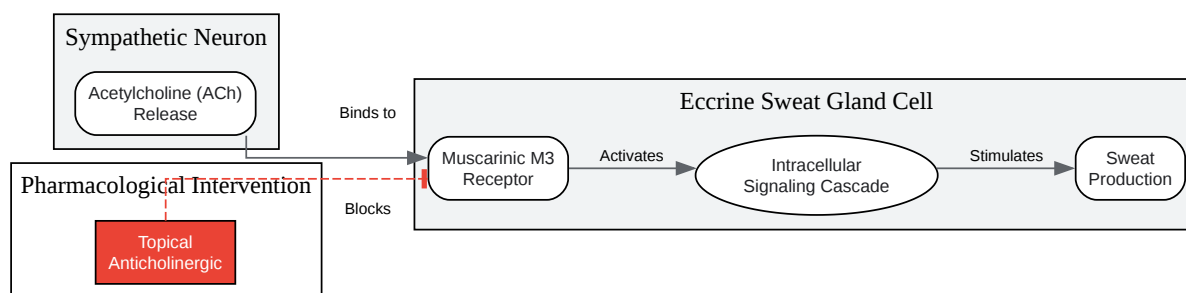 Sympathetic Neuron
Acetylcholine (ACh)
Release
Pharmacological Intervention
Topical
Anticholinergic
Binds to
Blocks
Eccrine Sweat Gland Cell
Muscarinic M3
Receptor
Activates
Intracellular
Signaling Cascade
Stimulates
Sweat
Production